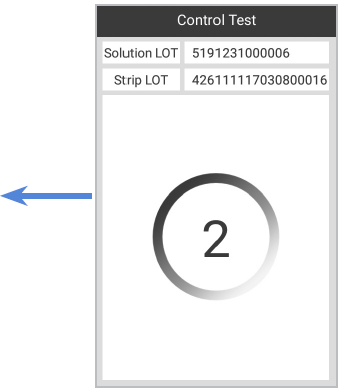 Control Test
Solution LOT 5191231000006
Strip LOT 426111117030800016
2